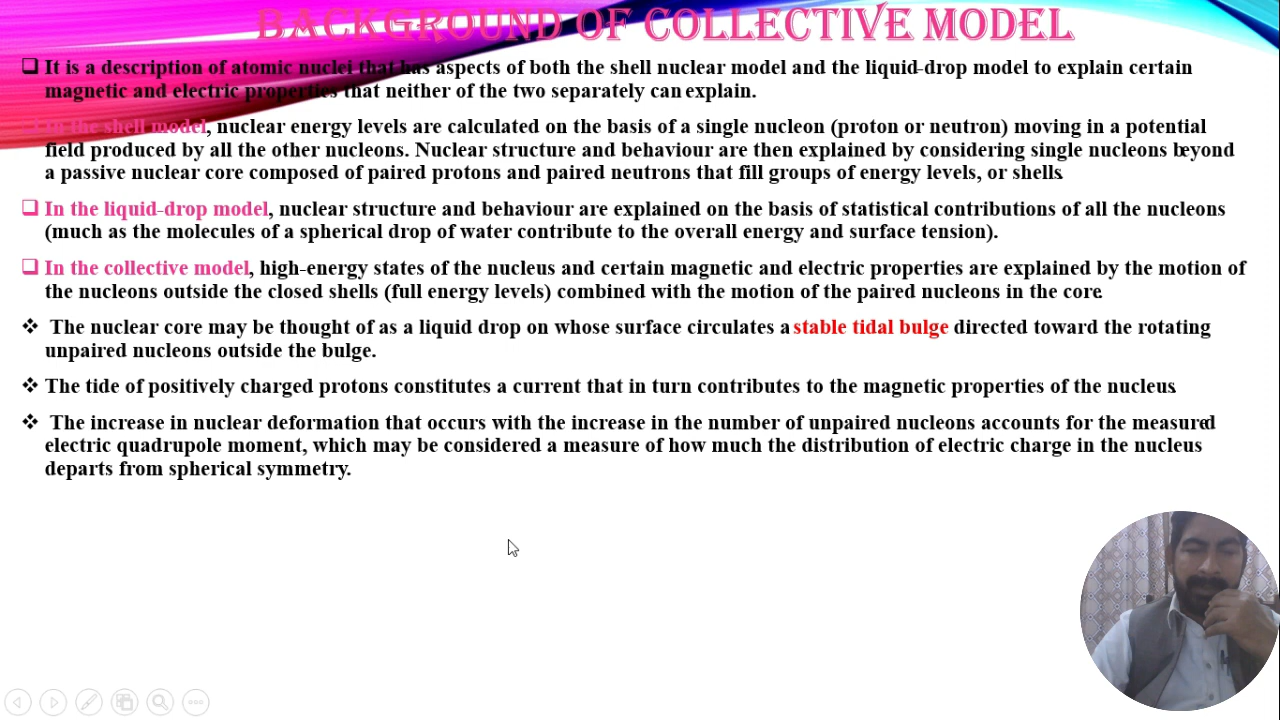 BACKGROUND OF COLLECTIVE MODEL
It is a description of atomic nuclei that has aspects of both the shell nuclear model and the liquid-drop model to explain certain
magnetic and electric properties that neither of the two separately can explain.
In the shell model, nuclear energy levels are calculated on the basis of a single nucleon (proton or neutron) moving in a potential
field produced by all the other nucleons. Nuclear structure and behaviour are then explained by considering single nucleons beyond
a passive nuclear core composed of paired protons and paired neutrons that fill groups of energy levels, or shells.
In the liquid-drop model, nuclear structure and behaviour are explained on the basis of statistical contributions of all the nucleons
(much as the molecules of a spherical drop of water contribute to the overall energy and surface tension).
In the collective model, high-energy states of the nucleus and certain magnetic and electric properties are explained by the motion of
the nucleons outside the closed shells (full energy levels) combined with the motion of the paired nucleons in the core.
The nuclear core may be thought of as a liquid drop on whose surface circulates a stable tidal bulge directed toward the rotating
unpaired nucleons outside the bulge.
The tide of positively charged protons constitutes a current that in turn contributes to the magnetic properties of the nucleus.
The increase in nuclear deformation that occurs with the increase in the number of unpaired nucleons accounts for the measured
electric quadrupole moment, which may be considered a measure of how much the distribution of electric charge in the nucleus
departs from spherical symmetry.